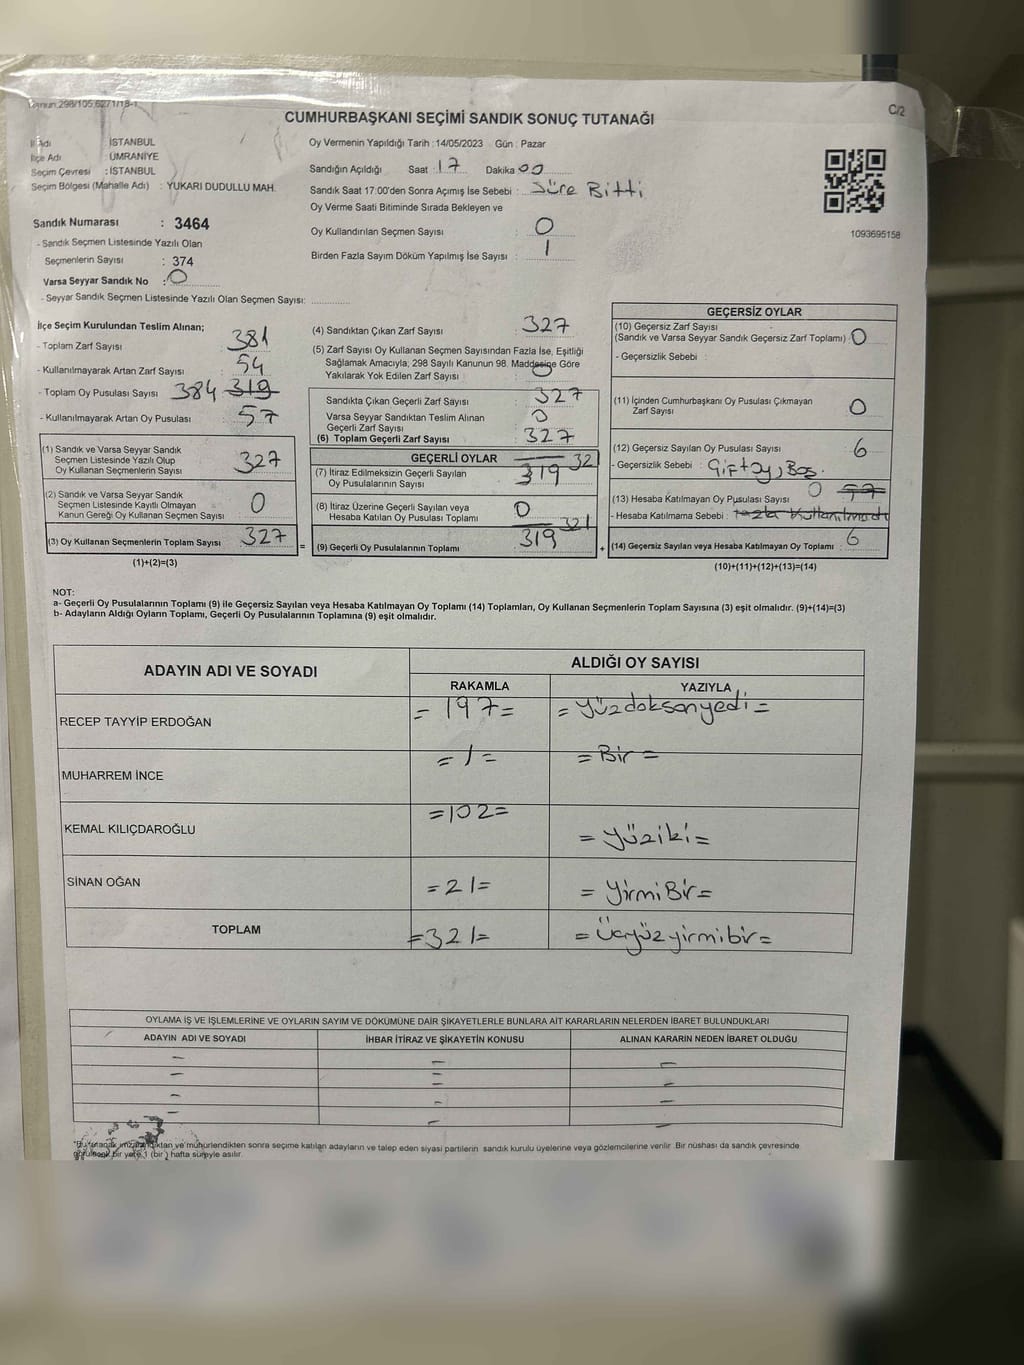 298/105,6271/18-1
C/2
CUMHURBAŞKANI SEÇİMİ SANDIK SONUÇ TUTANAĞI
İl Adı İSTANBUL
İlçe Adı ÜMRANİYE
Seçim Çevresi : İSTANBUL
Seçim Bölgesi (Mahalle Adı) : YUKARI DUDULLU MAH.
Sandık Numarası : 3464
- Sandık Seçmen Listesinde Yazılı Olan
Seçmenlerin Sayısı : 374
Varsa Seyyar Sandık No : 0
- Seyyar Sandık Seçmen Listesinde Yazılı Olan Seçmen Sayısı:
Oy Vermenin Yapıldığı Tarih : 14/05/2023 Gün : Pazar
Sandığın Açıldığı Saat : 17 Dakika 00
Sandık Saat 17:00'den Sonra Açımış İse Sebebi : Süre Bitti
Oy Verme Saati Bitiminde Sırada Bekleyen ve
Oy Kullandırılan Seçmen Sayısı : 0
Birden Fazla Sayım Döküm Yapılmış İse Sayısı : 1
1093695158
İlçe Seçim Kurulundan Teslim Alınan;
- Toplam Zarf Sayısı : 381
- Kullanılmayarak Artan Zarf Sayısı : 54
- Toplam Oy Pusulası Sayısı 384 319
- Kullanılmayarak Artan Oy Pusulası : 57
(1) Sandık ve Varsa Seyyar Sandık
Seçmen Listesinde Yazılı Olup
Oy Kullanan Seçmenlerin Sayısı : 327
(2) Sandık ve Varsa Seyyar Sandık
Seçmen Listesinde Kayıtlı Olmayan
Kanun Gereği Oy Kullanan Seçmen Sayısı : 0
(3) Oy Kullanan Seçmenlerin Toplam Sayısı : 327
(1)+(2)=(3)
=
(4) Sandıktan Çıkan Zarf Sayısı : 327
(5) Zarf Sayısı Oy Kullanan Seçmen Sayısından Fazla İse, Eşitliği
Sağlamak Amacıyla, 298 Sayılı Kanunun 98. Maddesine Göre
Yakılarak Yok Edilen Zarf Sayısı : 0
Sandıkta Çıkan Geçerli Zarf Sayısı : 327
Varsa Seyyar Sandıktan Teslim Alınan
Geçerli Zarf Sayısı : 0
(6) Toplam Geçerli Zarf Sayısı : 327
GEÇERLİ OYLAR
(7) İtiraz Edilmeksizin Geçerli Sayılan
Oy Pusulalarının Sayısı : 319 321
(8) İtiraz Üzerine Geçerli Sayılan veya
Hesaba Katılan Oy Pusulası Toplamı : 0
(9) Geçerli Oy Pusulalarının Toplamı : 319 321
+
GEÇERSİZ OYLAR
(10) Geçersiz Zarf Sayısı
(Sandık ve Varsa Seyyar Sandık Geçersiz Zarf Toplamı) : 0
- Geçersizlik Sebebi :
(11) İçinden Cumhurbaşkanı Oy Pusulası Çıkmayan
Zarf Sayısı : 0
(12) Geçersiz Sayılan Oy Pusulası Sayısı : 6
- Geçersizlik Sebebi : Çift oy, Boş.
(13) Hesaba Katılmayan Oy Pusulası Sayısı : 0 57
- Hesaba Katılmama Sebebi : fazla kullanılmadı
(14) Geçersiz Sayılan veya Hesaba Katılmayan Oy Toplamı : 6
(10)+(11)+(12)+(13)=(14)
NOT:
a- Geçerli Oy Pusulalarının Toplamı (9) ile Geçersiz Sayılan veya Hesaba Katılmayan Oy Toplamı (14) Toplamları, Oy Kullanan Seçmenlerin Toplam Sayısına (3) eşit olmalıdır. (9)+(14)=(3)
b- Adayların Aldığı Oyların Toplamı, Geçerli Oy Pusulalarının Toplamına (9) eşit olmalıdır.
ADAYIN ADI VE SOYADI ALDIĞI OY SAYISI
RAKAMLA YAZIYLA
RECEP TAYYİP ERDOĞAN = 197 = = Yüzdoksanyedi =
MUHARREM İNCE = 1 = = Bir =
KEMAL KILIÇDAROĞLU = 102 = = Yüziki =
SİNAN OĞAN = 21 = = YirmiBir =
TOPLAM = 321 = = Üçyüzyirmibir =
OYLAMA İŞ VE İŞLEMLERİNE VE OYLARIN SAYIM VE DÖKÜMÜNE DAİR ŞİKAYETLERLE BUNLARA AİT KARARLARIN NELERDEN İBARET BULUNDUKLARI
ADAYIN ADI VE SOYADI İHBAR İTİRAZ VE ŞİKAYETİN KONUSU ALINAN KARARIN NEDEN İBARET OLDUĞU
*Bu tutanak imzalandıktan ve mühürlendikten sonra seçime katılan adayların ve talep eden siyasi partilerin sandık kurulu üyelerine veya gözlemcilerine verilir. Bir nüshası da sandık çevresinde
görülecek bir yere 1 (bir) hafta süreyle asılır.